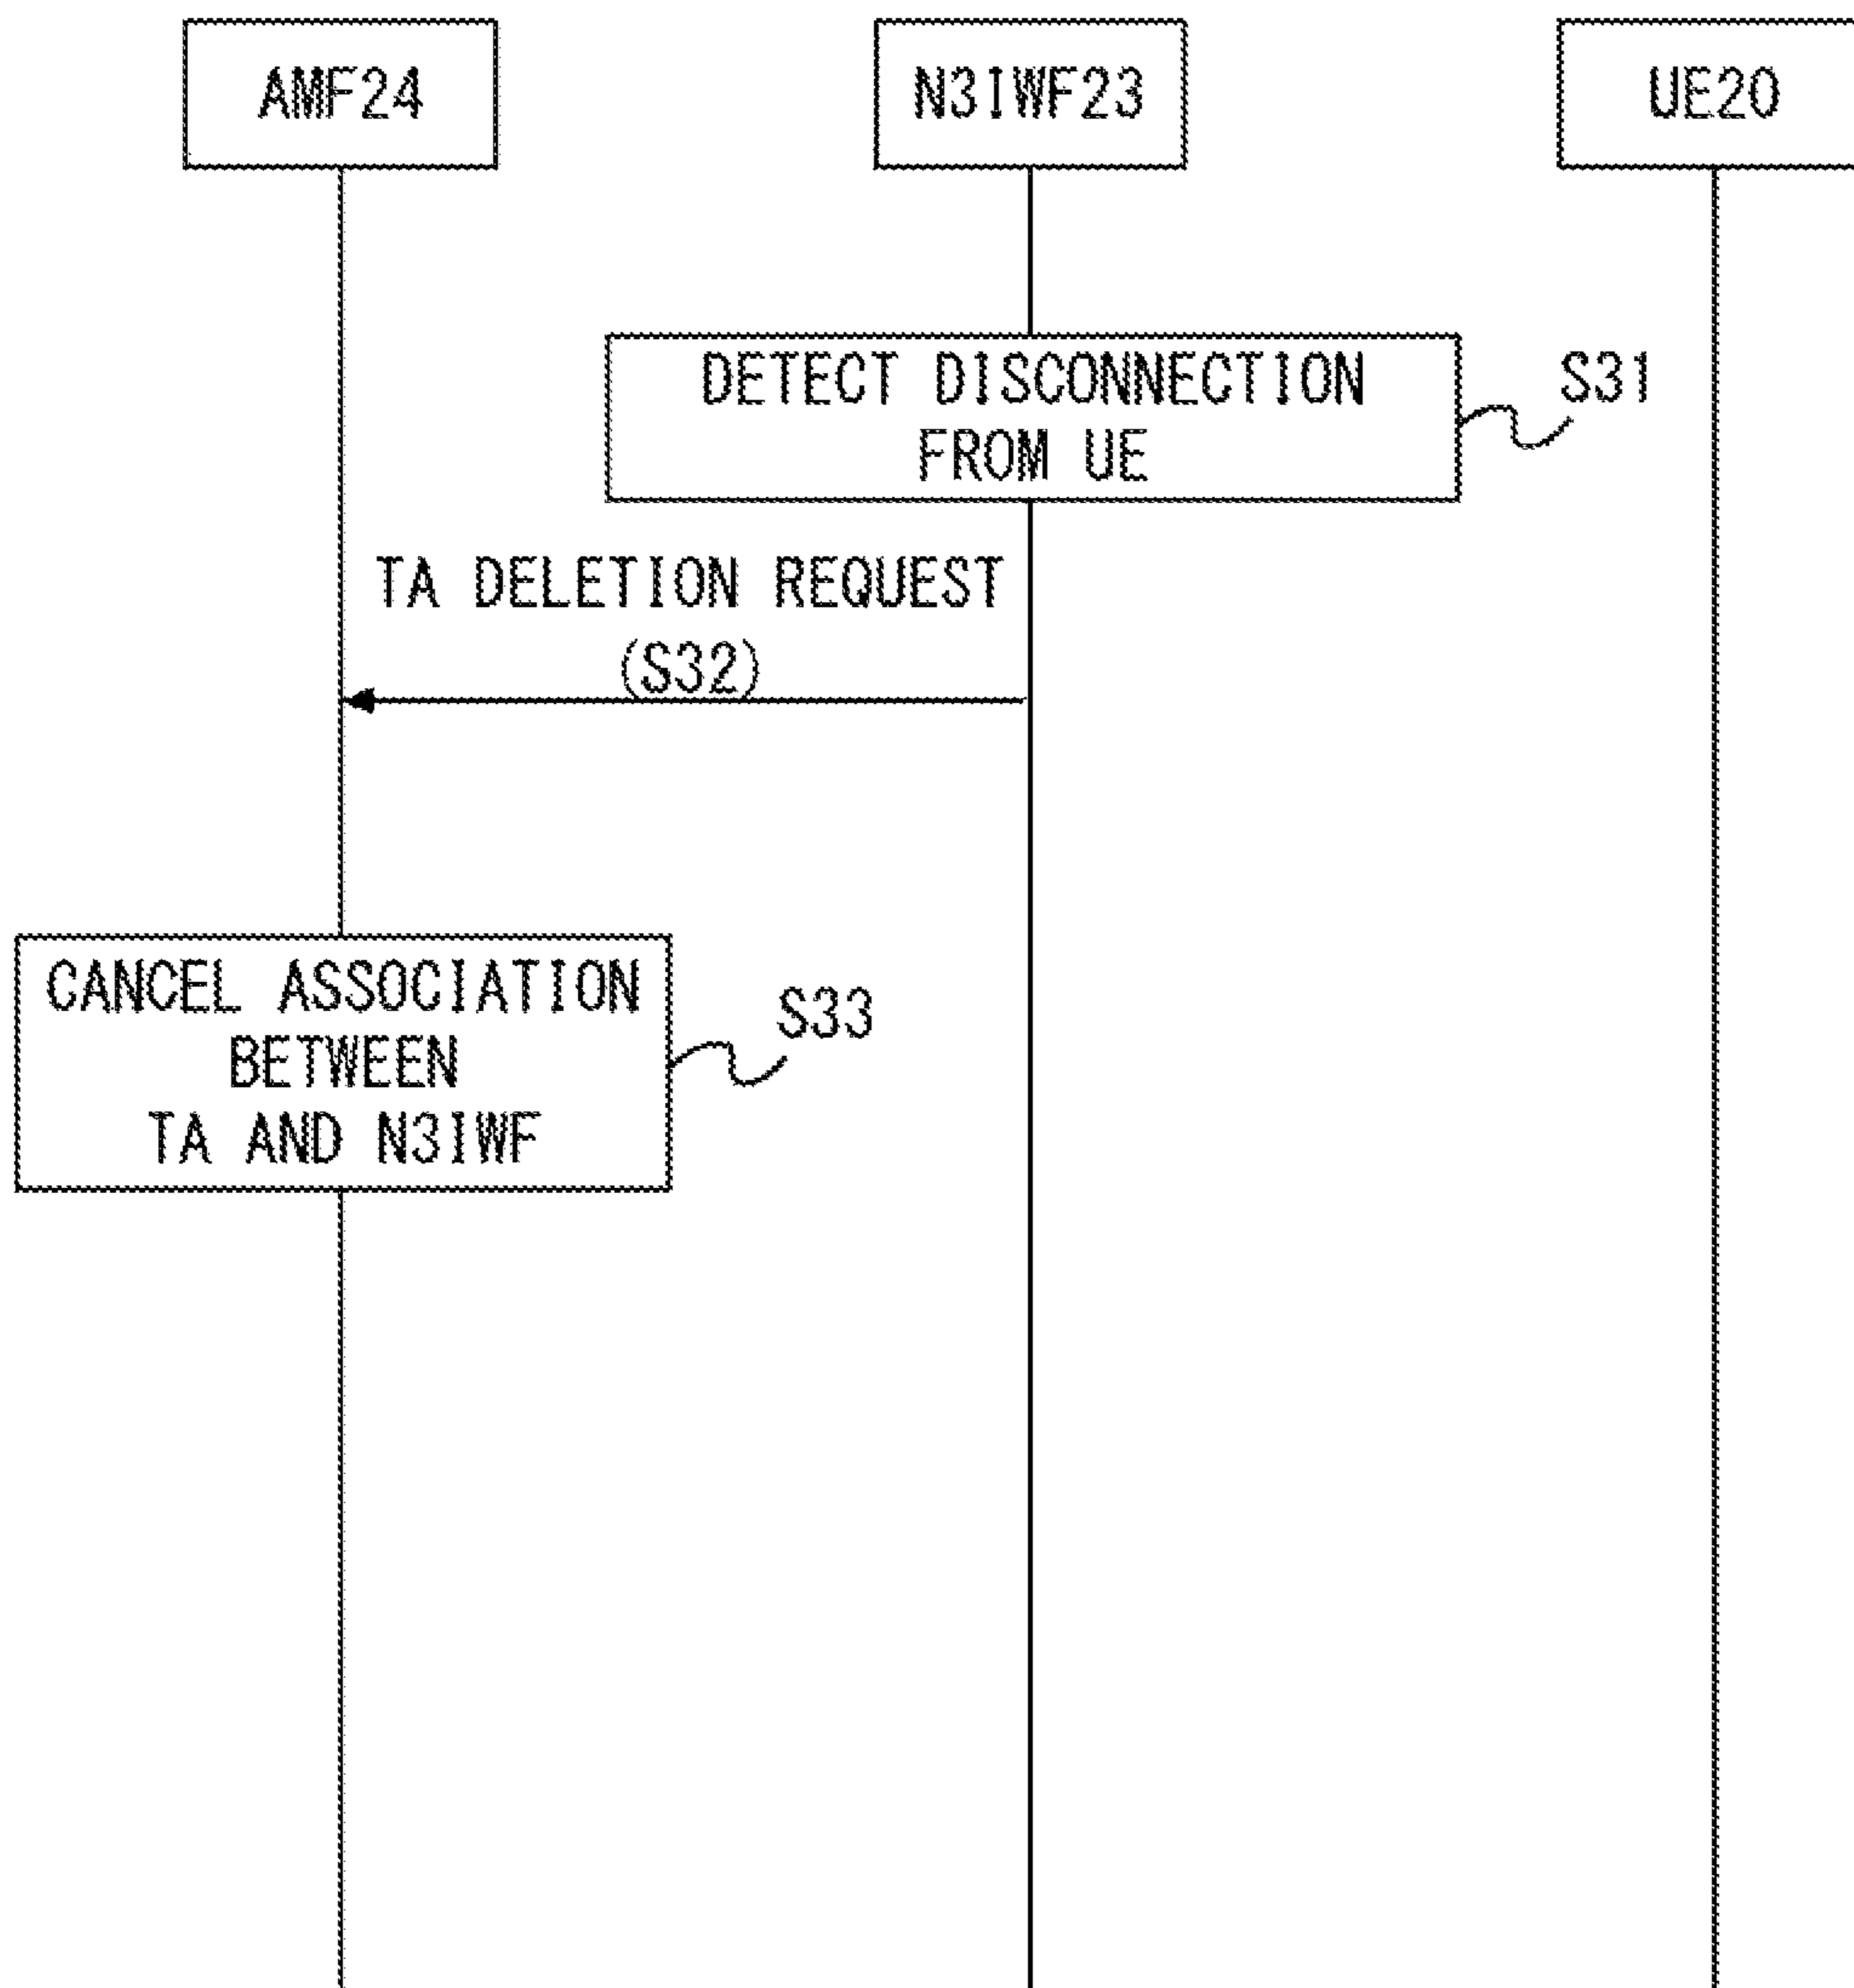 AMF24
N3IWF23
UE20
DETECT DISCONNECTION
FROM UE
S31
TA DELETION REQUEST
(S32)
CANCEL ASSOCIATION
BETWEEN
TA AND N3IWF
S33